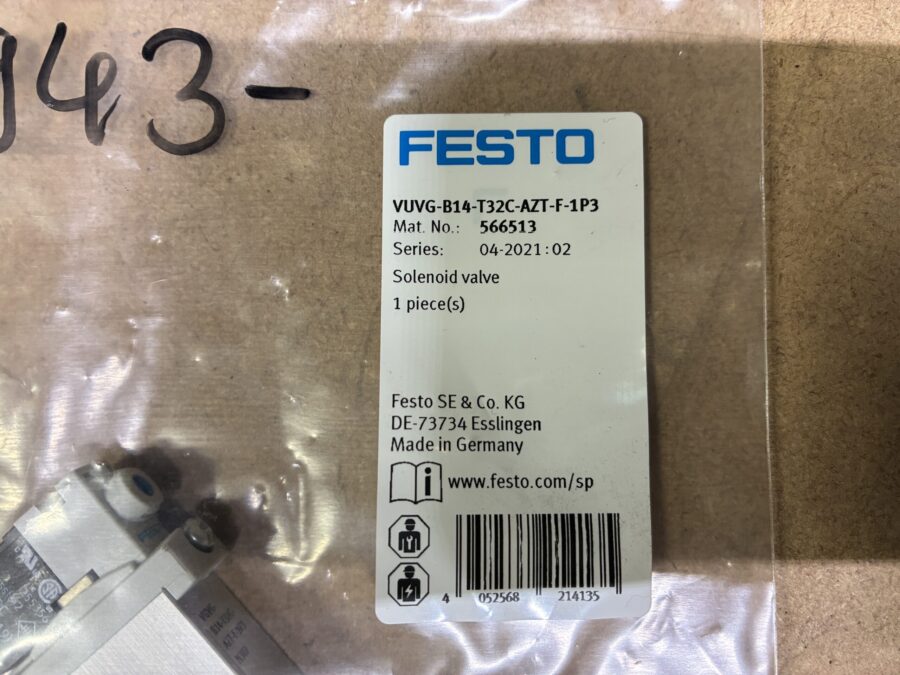 943-
FESTO
VUVG-B14-T32C-AZT-F-1P3
Mat. No.: 566513
Series: 04-2021:02
Solenoid valve
1 piece(s)
Festo SE & Co. KG
DE-73734 Esslingen
Made in Germany
i www.festo.com/sp
4 052568 214135
VUVG-